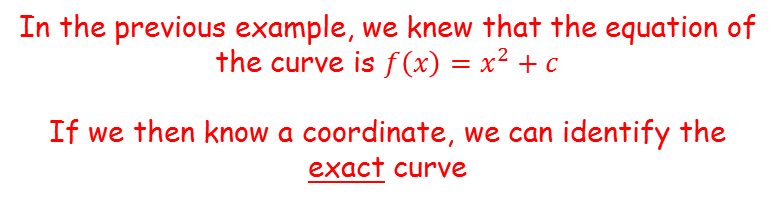 In the previous example, we knew that the equation of
the curve is f(x) = x² + c
If we then know a coordinate, we can identify the
exact curve